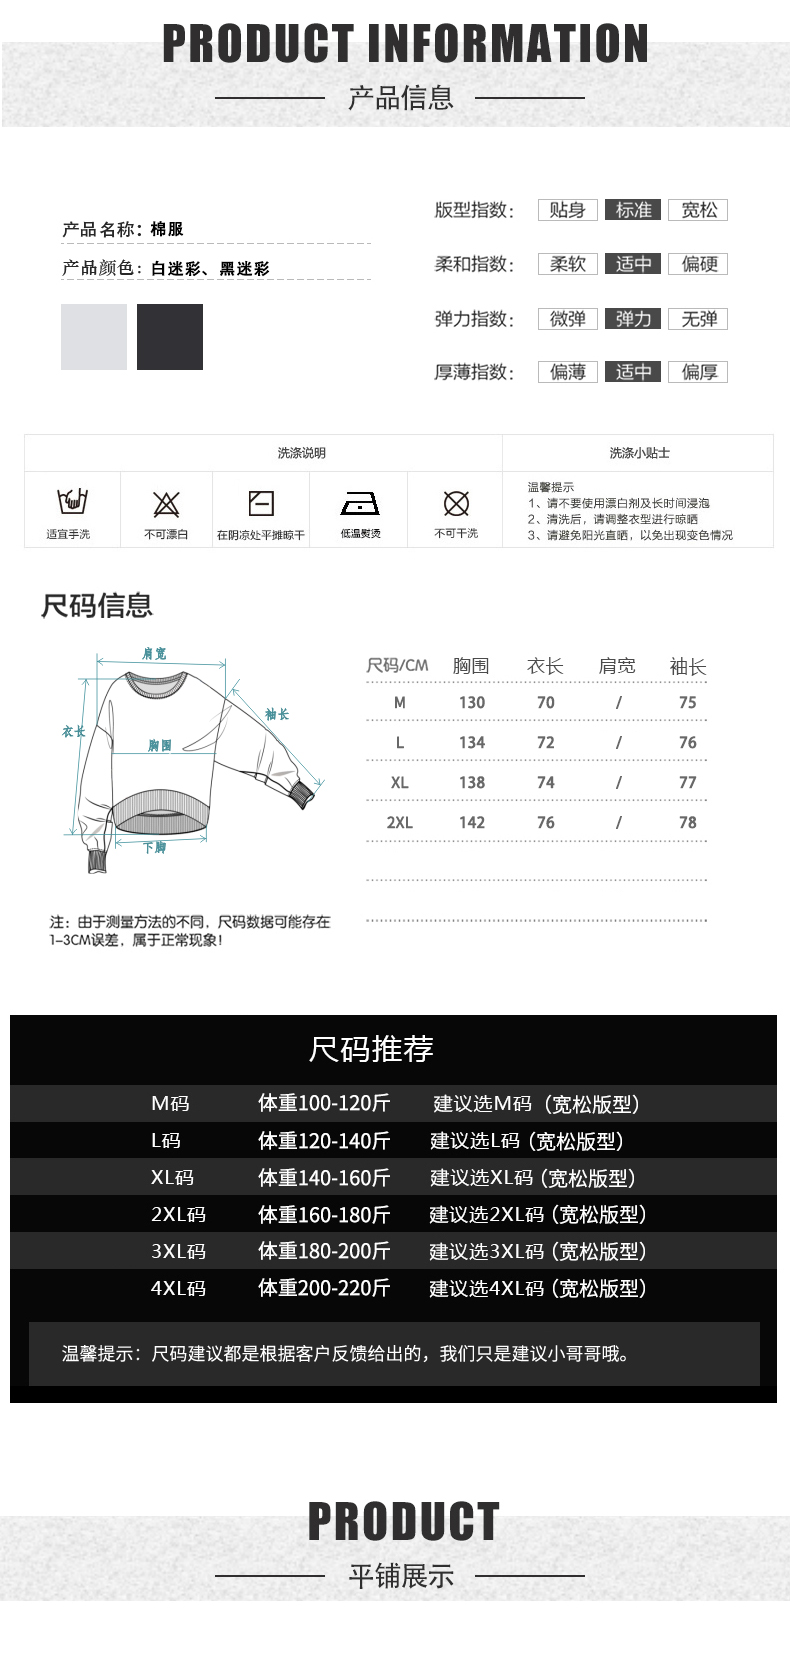 PRODUCT INFORMATION
产品信息
产品名称：棉服
产品颜色：白迷彩、黑迷彩
版型指数： 贴身 标准 宽松
柔和指数： 柔软 适中 偏硬
弹力指数： 微弹 弹力 无弹
厚薄指数： 偏薄 适中 偏厚
洗涤说明
适宜手洗 不可漂白 在阴凉处平摊晾干 低温熨烫 不可干洗
洗涤小贴士
温馨提示
1、请不要使用漂白剂及长时间浸泡
2、清洗后，请调整衣型进行晾晒
3、请避免阳光直晒，以免出现变色情况
尺码信息
肩宽
袖长
衣长
胸围
下脚
尺码/CM 胸围 衣长 肩宽 袖长
M 130 70 / 75
L 134 72 / 76
XL 138 74 / 77
2XL 142 76 / 78
注：由于测量方法的不同，尺码数据可能存在
1-3CM误差，属于正常现象！
尺码推荐
M码 体重100-120斤 建议选M码（宽松版型）
L码 体重120-140斤 建议选L码（宽松版型）
XL码 体重140-160斤 建议选XL码（宽松版型）
2XL码 体重160-180斤 建议选2XL码（宽松版型）
3XL码 体重180-200斤 建议选3XL码（宽松版型）
4XL码 体重200-220斤 建议选4XL码（宽松版型）
温馨提示：尺码建议都是根据客户反馈给出的，我们只是建议小哥哥哦。
PRODUCT
平铺展示